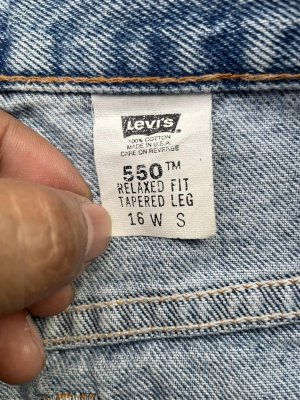 LEVI'S
100% COTTON
MADE IN U.S.A.
CARE ON REVERSE
550™
RELAXED FIT
TAPERED LEG
16 W S